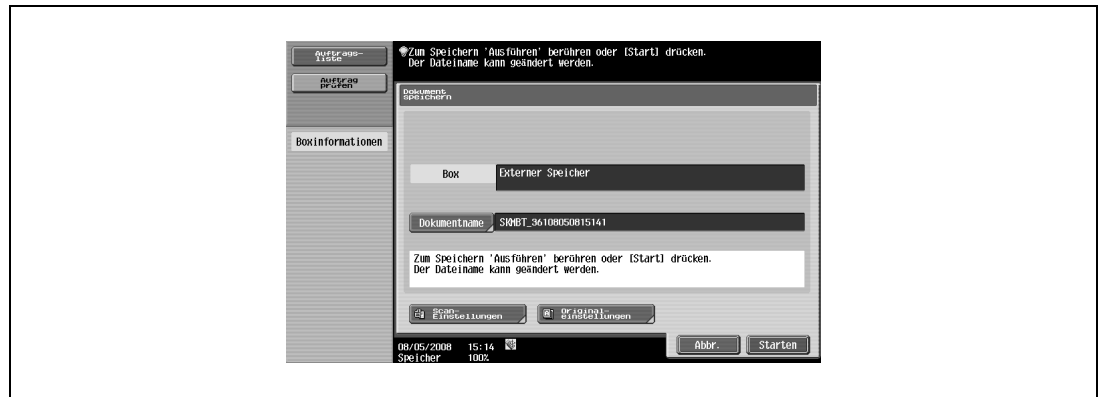 Auftrags-
liste
Auftrag
prüfen
Boxinformationen
Zum Speichern 'Ausführen' berühren oder [Start] drücken.
Der Dateiname kann geändert werden.
Dokument
speichern
Box
Externer Speicher
Dokumentname
SKMBT_36108050815141
Zum Speichern 'Ausführen' berühren oder [Start] drücken.
Der Dateiname kann geändert werden.
Scan-
Einstellungen
Original-
einstellungen
08/05/2008 15:14
Speicher 100%
Abbr.
Starten